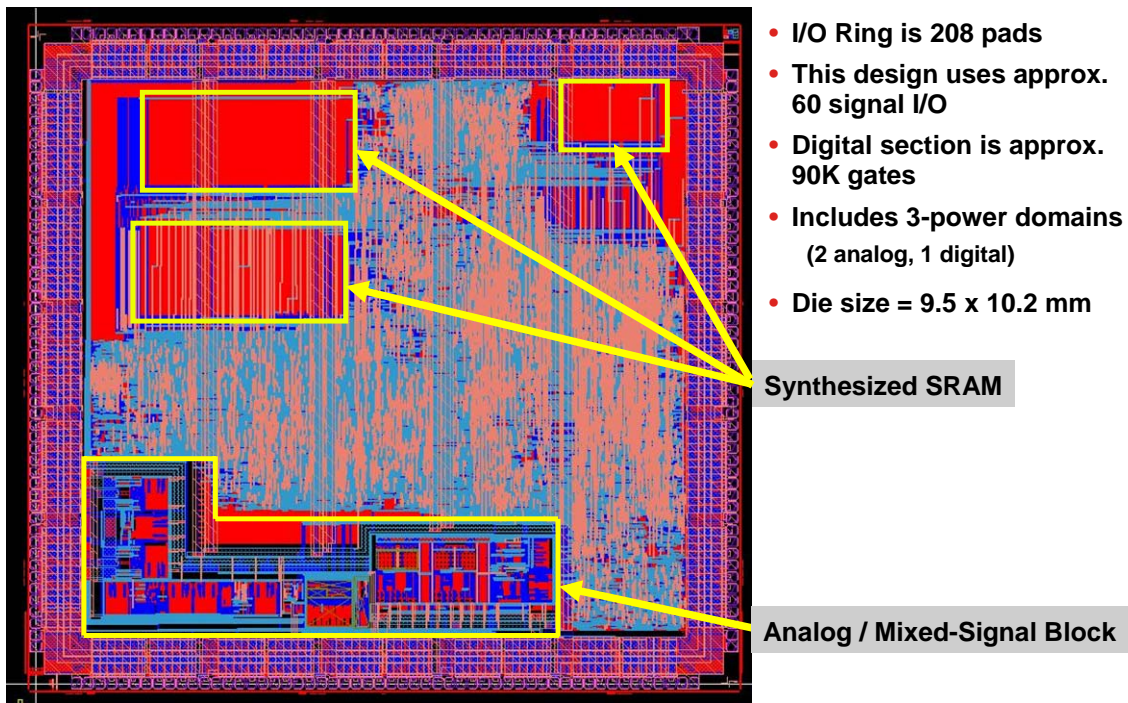 • I/O Ring is 208 pads
• This design uses approx.
60 signal I/O
• Digital section is approx.
90K gates
• Includes 3-power domains
(2 analog, 1 digital)
• Die size = 9.5 x 10.2 mm
Synthesized SRAM
Analog / Mixed-Signal Block